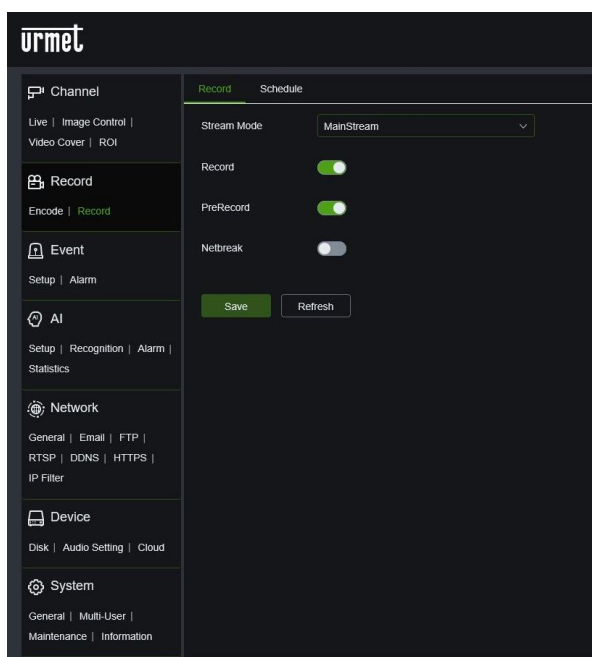 urmet
Channel
Live | Image Control |
Video Cover | ROI
Record
Encode | Record
Event
Setup | Alarm
AI
Setup | Recognition | Alarm |
Statistics
Network
General | Email | FTP |
RTSP | DDNS | HTTPS |
IP Filter
Device
Disk | Audio Setting | Cloud
System
General | Multi-User |
Maintenance | Information
Record Schedule
Stream Mode MainStream
Record
PreRecord
Netbreak
Save Refresh